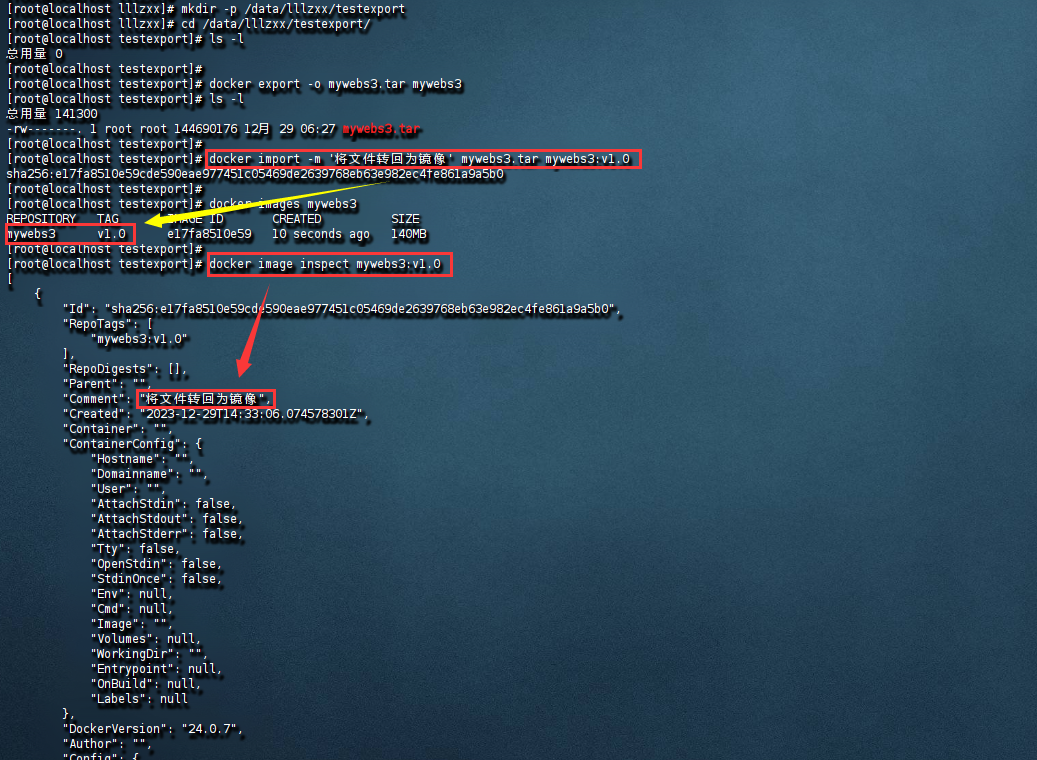 [root@localhost lllzxx]# mkdir -p /data/lllzxx/testexport
[root@localhost lllzxx]# cd /data/lllzxx/testexport/
[root@localhost testexport]# ls -l
总用量 0
[root@localhost testexport]#
[root@localhost testexport]# docker export -o mywebs3.tar mywebs3
[root@localhost testexport]# ls -l
总用量 141300
-rw-------. 1 root root 144690176 12月 29 06:27 mywebs3.tar
[root@localhost testexport]#
[root@localhost testexport]# docker import -m '将文件转回为镜像' mywebs3.tar mywebs3:v1.0
sha256:e17fa8510e59cde590eae977451c05469de2639768eb63e982ec4fe861a9a5b0
[root@localhost testexport]#
[root@localhost testexport]# docker images mywebs3
REPOSITORY TAG IMAGE ID CREATED SIZE
mywebs3 v1.0 e17fa8510e59 10 seconds ago 140MB
[root@localhost testexport]#
[root@localhost testexport]# docker image inspect mywebs3:v1.0
[
{
"Id": "sha256:e17fa8510e59cde590eae977451c05469de2639768eb63e982ec4fe861a9a5b0",
"RepoTags": [
"mywebs3:v1.0"
],
"RepoDigests": [],
"Parent": "",
"Comment": "将文件转回为镜像",
"Created": "2023-12-29T14:33:06.074578301Z",
"Container": "",
"ContainerConfig": {
"Hostname": "",
"Domainname": "",
"User": "",
"AttachStdin": false,
"AttachStdout": false,
"AttachStderr": false,
"Tty": false,
"OpenStdin": false,
"StdinOnce": false,
"Env": null,
"Cmd": null,
"Image": "",
"Volumes": null,
"WorkingDir": "",
"Entrypoint": null,
"OnBuild": null,
"Labels": null
},
"DockerVersion": "24.0.7",
"Author": "",
"Config": {